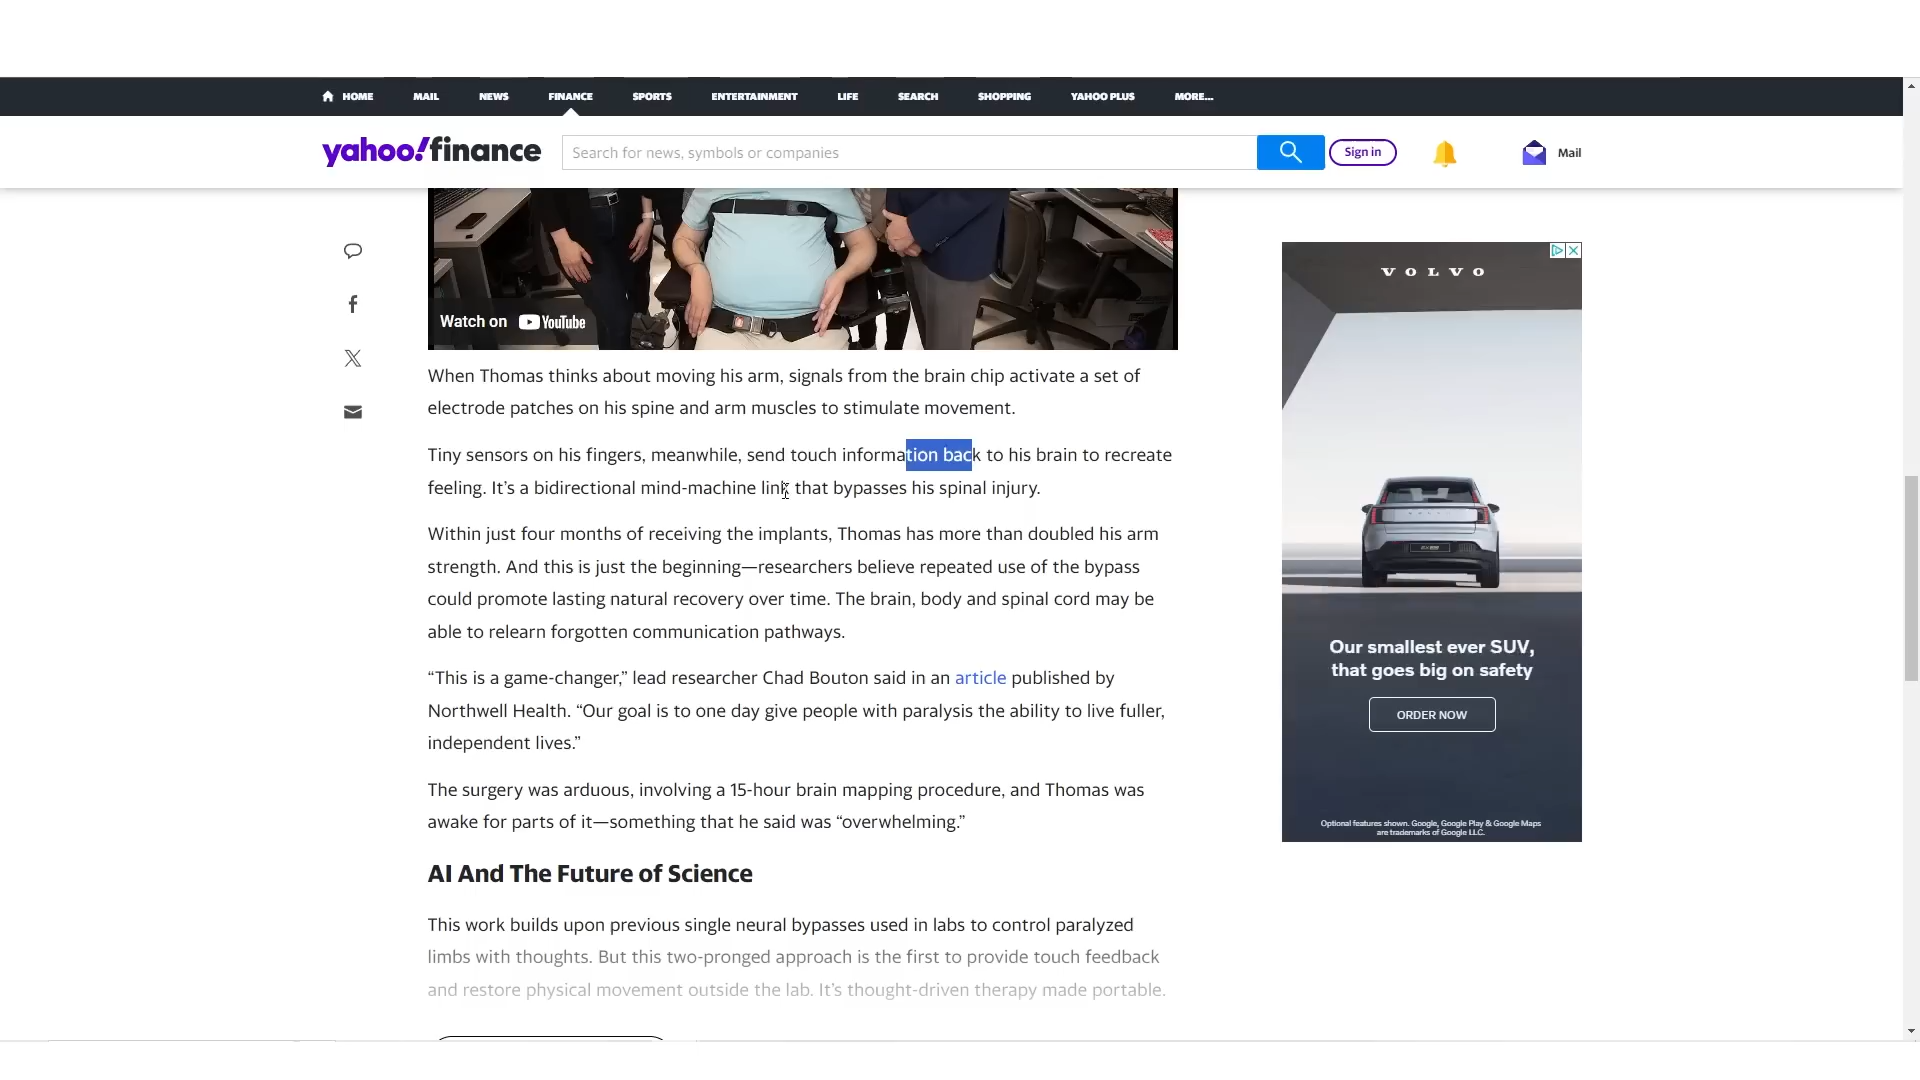 HOME MAIL NEWS FINANCE SPORTS ENTERTAINMENT LIFE SEARCH SHOPPING YAHOO PLUS MORE...
yahoo!finance
Search for news, symbols or companies
Sign in
Mail
Watch on YouTube
When Thomas thinks about moving his arm, signals from the brain chip activate a set of
electrode patches on his spine and arm muscles to stimulate movement.
Tiny sensors on his fingers, meanwhile, send touch information back to his brain to recreate
feeling. It’s a bidirectional mind-machine link that bypasses his spinal injury.
Within just four months of receiving the implants, Thomas has more than doubled his arm
strength. And this is just the beginning—researchers believe repeated use of the bypass
could promote lasting natural recovery over time. The brain, body and spinal cord may be
able to relearn forgotten communication pathways.
“This is a game-changer,” lead researcher Chad Bouton said in an article published by
Northwell Health. “Our goal is to one day give people with paralysis the ability to live fuller,
independent lives.”
The surgery was arduous, involving a 15-hour brain mapping procedure, and Thomas was
awake for parts of it—something that he said was “overwhelming.”
AI And The Future of Science
This work builds upon previous single neural bypasses used in labs to control paralyzed
limbs with thoughts. But this two-pronged approach is the first to provide touch feedback
and restore physical movement outside the lab. It’s thought-driven therapy made portable.
VOLVO
Our smallest ever SUV,
that goes big on safety
ORDER NOW
Optional features shown. Google, Google Play & Google Maps
are trademarks of Google LLC.